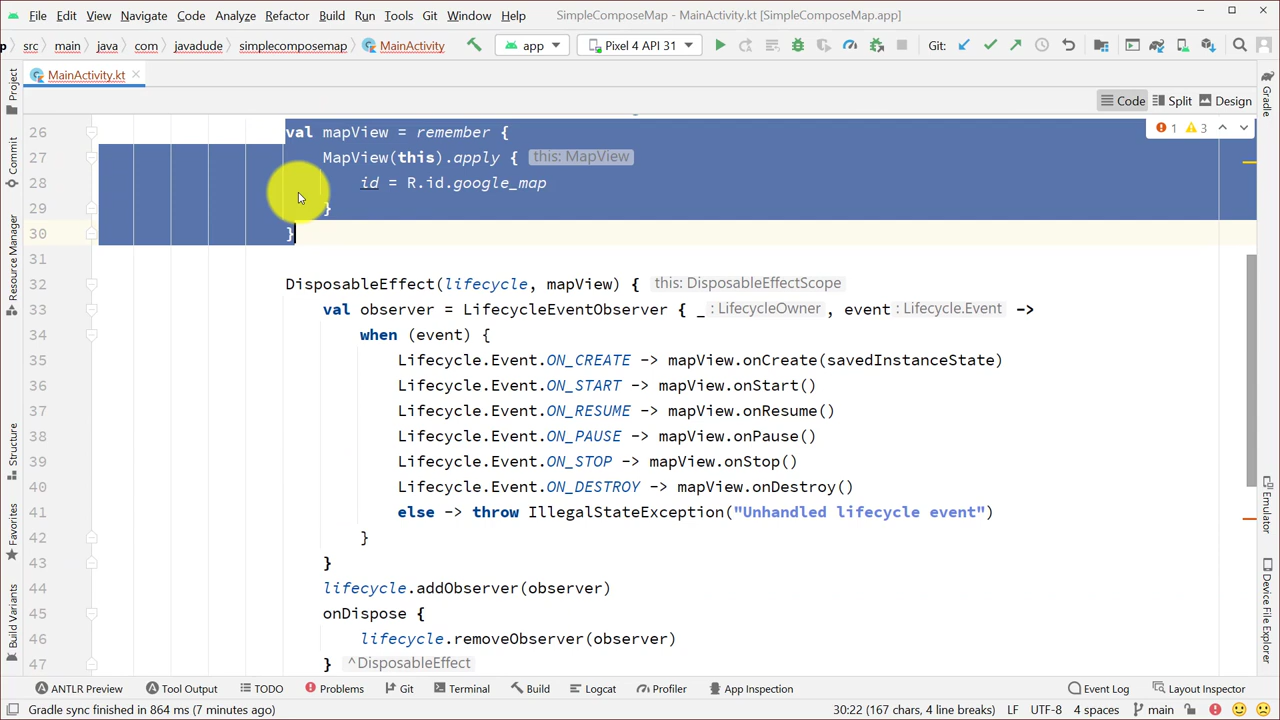 File Edit View Navigate Code Analyze Refactor Build Run Tools Git Window Help SimpleComposeMap - MainActivity.kt [SimpleComposeMap.app]
src main java com javadude simplecomposemap MainActivity app Pixel 4 API 31 Git:
MainActivity.kt
Code Split Design
26 val mapView = remember { 1 3
27 MapView(this).apply { this: MapView
28 id = R.id.google_map
29 }
30 }
31
32 DisposableEffect(lifecycle, mapView) { this: DisposableEffectScope
33 val observer = LifecycleEventObserver { _ : LifecycleOwner , event : Lifecycle.Event ->
34 when (event) {
35 Lifecycle.Event.ON_CREATE -> mapView.onCreate(savedInstanceState)
36 Lifecycle.Event.ON_START -> mapView.onStart()
37 Lifecycle.Event.ON_RESUME -> mapView.onResume()
38 Lifecycle.Event.ON_PAUSE -> mapView.onPause()
39 Lifecycle.Event.ON_STOP -> mapView.onStop()
40 Lifecycle.Event.ON_DESTROY -> mapView.onDestroy()
41 else -> throw IllegalStateException("Unhandled lifecycle event")
42 }
43 }
44 lifecycle.addObserver(observer)
45 onDispose {
46 lifecycle.removeObserver(observer)
47 } ^DisposableEffect
Project
Commit
Resource Manager
Structure
Favorites
Build Variants
Gradle
Emulator
Device File Explorer
ANTLR Preview Tool Output TODO Problems Git Terminal Build Logcat Profiler App Inspection Event Log Layout Inspector
Gradle sync finished in 864 ms (7 minutes ago) 30:22 (167 chars, 4 line breaks) LF UTF-8 4 spaces main